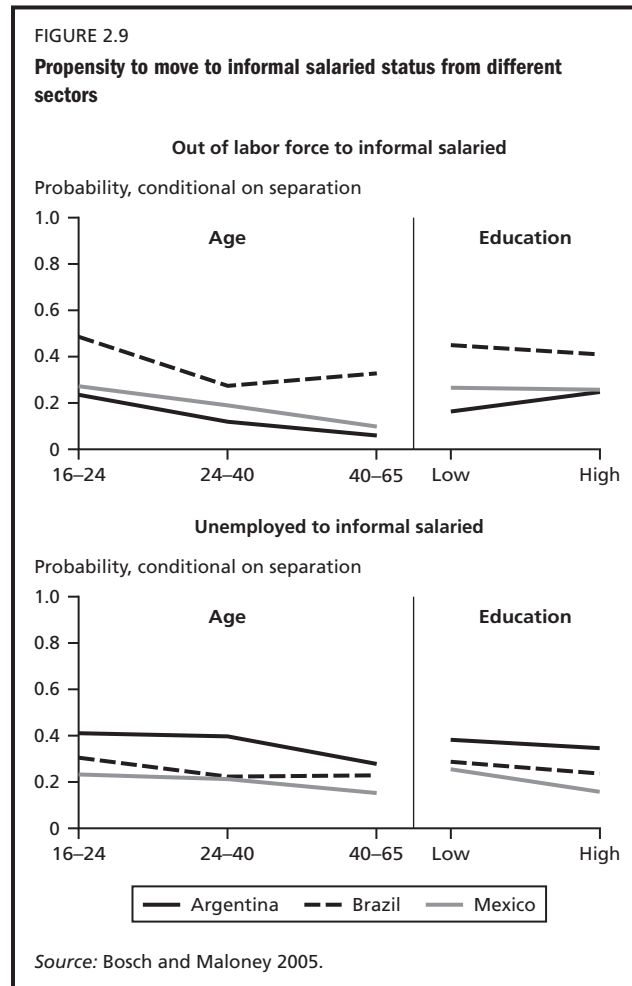 FIGURE 2.9
Propensity to move to informal salaried status from different
sectors
Out of labor force to informal salaried
Probability, conditional on separation
1.0
0.8
0.6
0.4
0.2
0
Age
Education
16–24
24–40
40–65
Low
High
Unemployed to informal salaried
Probability, conditional on separation
1.0
0.8
0.6
0.4
0.2
0
Age
Education
16–24
24–40
40–65
Low
High
Argentina
Brazil
Mexico
Source: Bosch and Maloney 2005.